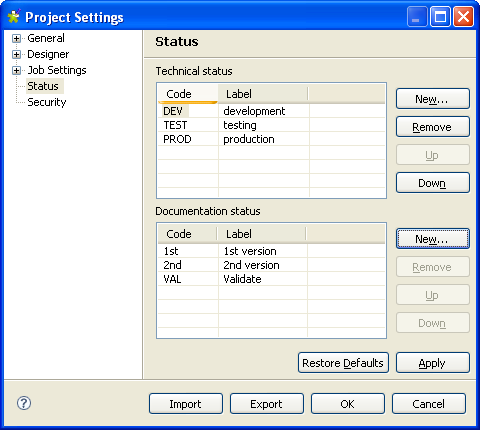 Project Settings
General
Designer
Job Settings
Status
Security
Status
Technical status
Code Label
DEV development
TEST testing
PROD production
New...
Remove
Up
Down
Documentation status
Code Label
1st 1st version
2nd 2nd version
VAL Validate
New...
Remove
Up
Down
Restore Defaults Apply
? Import Export OK Cancel